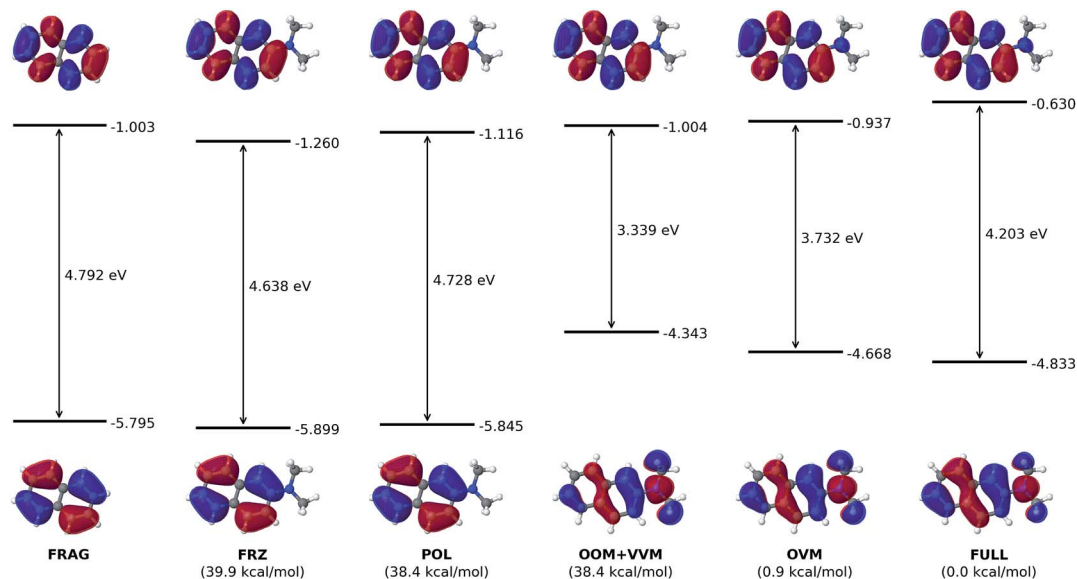 -1.003
-1.260
-1.116
-1.004
-0.937
-0.630
4.792 eV
4.638 eV
4.728 eV
3.339 eV
3.732 eV
4.203 eV
-5.795
-5.899
-5.845
-4.343
-4.668
-4.833
FRAG
FRZ
(39.9 kcal/mol)
POL
(38.4 kcal/mol)
OOM+VVM
(38.4 kcal/mol)
OVM
(0.9 kcal/mol)
FULL
(0.0 kcal/mol)